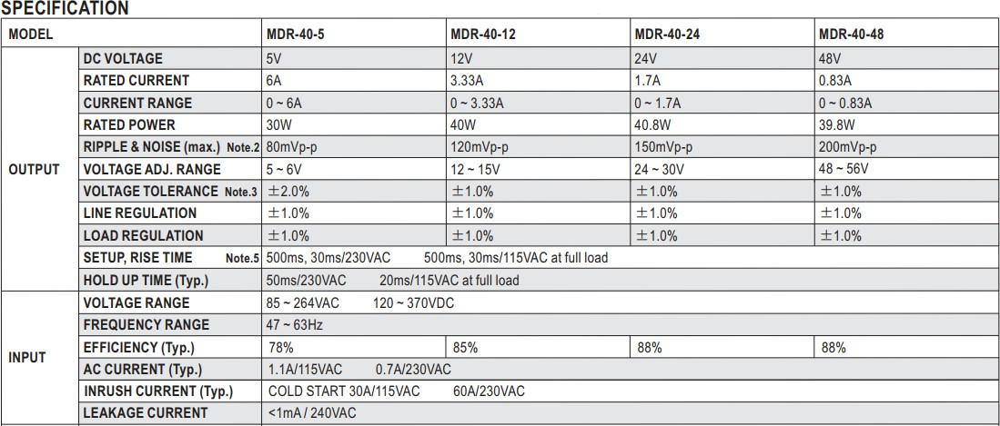 SPECIFICATION
MODEL MDR-40-5 MDR-40-12 MDR-40-24 MDR-40-48
OUTPUT
DC VOLTAGE 5V 12V 24V 48V
RATED CURRENT 6A 3.33A 1.7A 0.83A
CURRENT RANGE 0 ~ 6A 0 ~ 3.33A 0 ~ 1.7A 0 ~ 0.83A
RATED POWER 30W 40W 40.8W 39.8W
RIPPLE & NOISE (max.) Note.2 80mVp-p 120mVp-p 150mVp-p 200mVp-p
VOLTAGE ADJ. RANGE 5 ~ 6V 12 ~ 15V 24 ~ 30V 48 ~ 56V
VOLTAGE TOLERANCE Note.3 ±2.0% ±1.0% ±1.0% ±1.0%
LINE REGULATION ±1.0% ±1.0% ±1.0% ±1.0%
LOAD REGULATION ±1.0% ±1.0% ±1.0% ±1.0%
SETUP, RISE TIME Note.5 500ms, 30ms/230VAC 500ms, 30ms/115VAC at full load
HOLD UP TIME (Typ.) 50ms/230VAC 20ms/115VAC at full load
INPUT
VOLTAGE RANGE 85 ~ 264VAC 120 ~ 370VDC
FREQUENCY RANGE 47 ~ 63Hz
EFFICIENCY (Typ.) 78% 85% 88% 88%
AC CURRENT (Typ.) 1.1A/115VAC 0.7A/230VAC
INRUSH CURRENT (Typ.) COLD START 30A/115VAC 60A/230VAC
LEAKAGE CURRENT <1mA / 240VAC